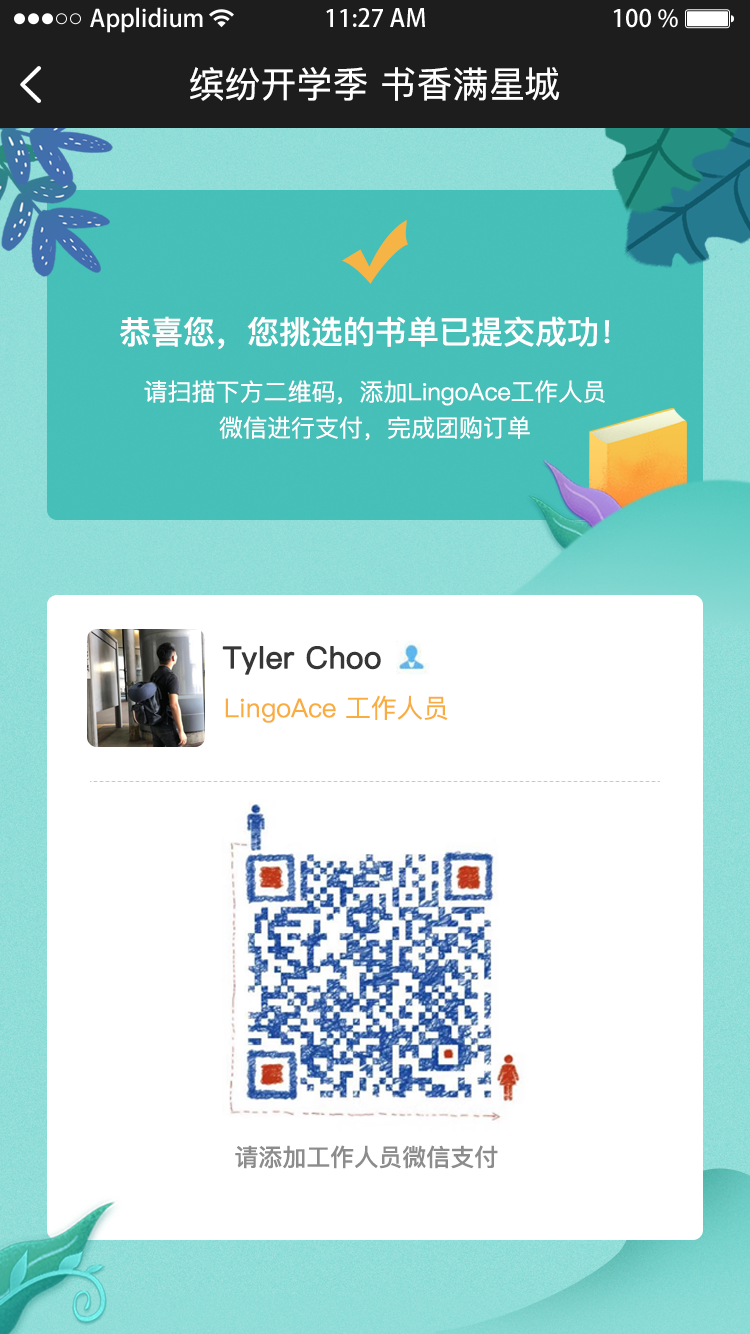 Applidium 11:27 AM 100 %
缤纷开学季 书香满星城
恭喜您，您挑选的书单已提交成功！
请扫描下方二维码，添加LingoAce工作人员
微信进行支付，完成团购订单
Tyler Choo
LingoAce 工作人员
请添加工作人员微信支付